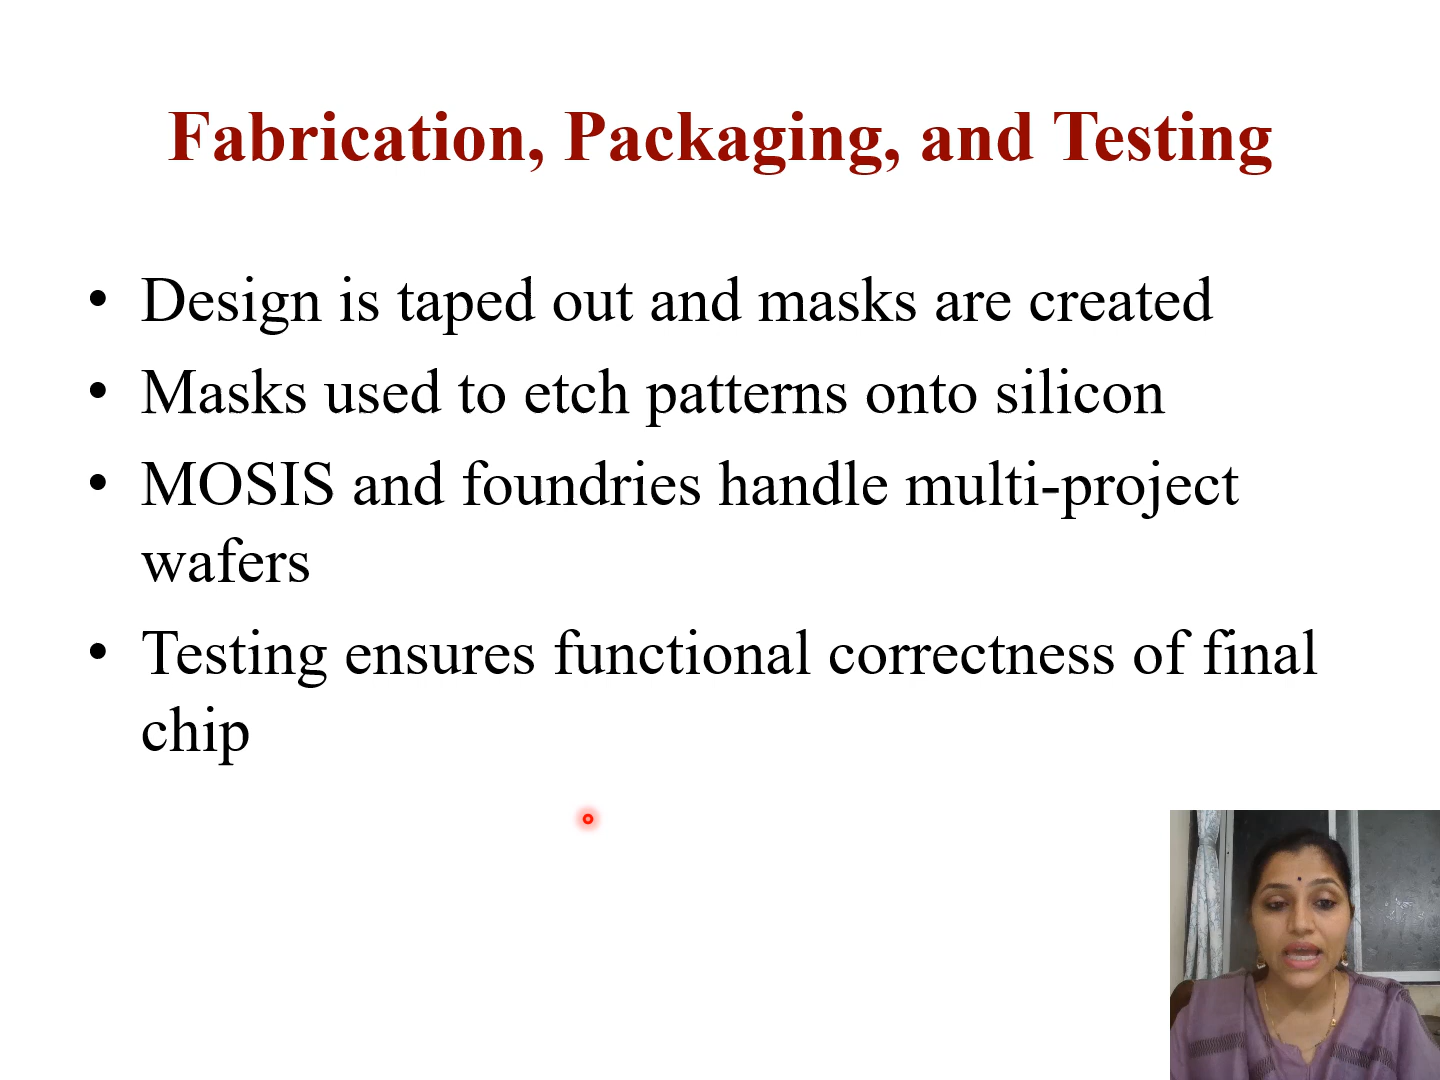 Fabrication, Packaging, and Testing
• Design is taped out and masks are created
• Masks used to etch patterns onto silicon
• MOSIS and foundries handle multi-project
wafers
• Testing ensures functional correctness of final
chip